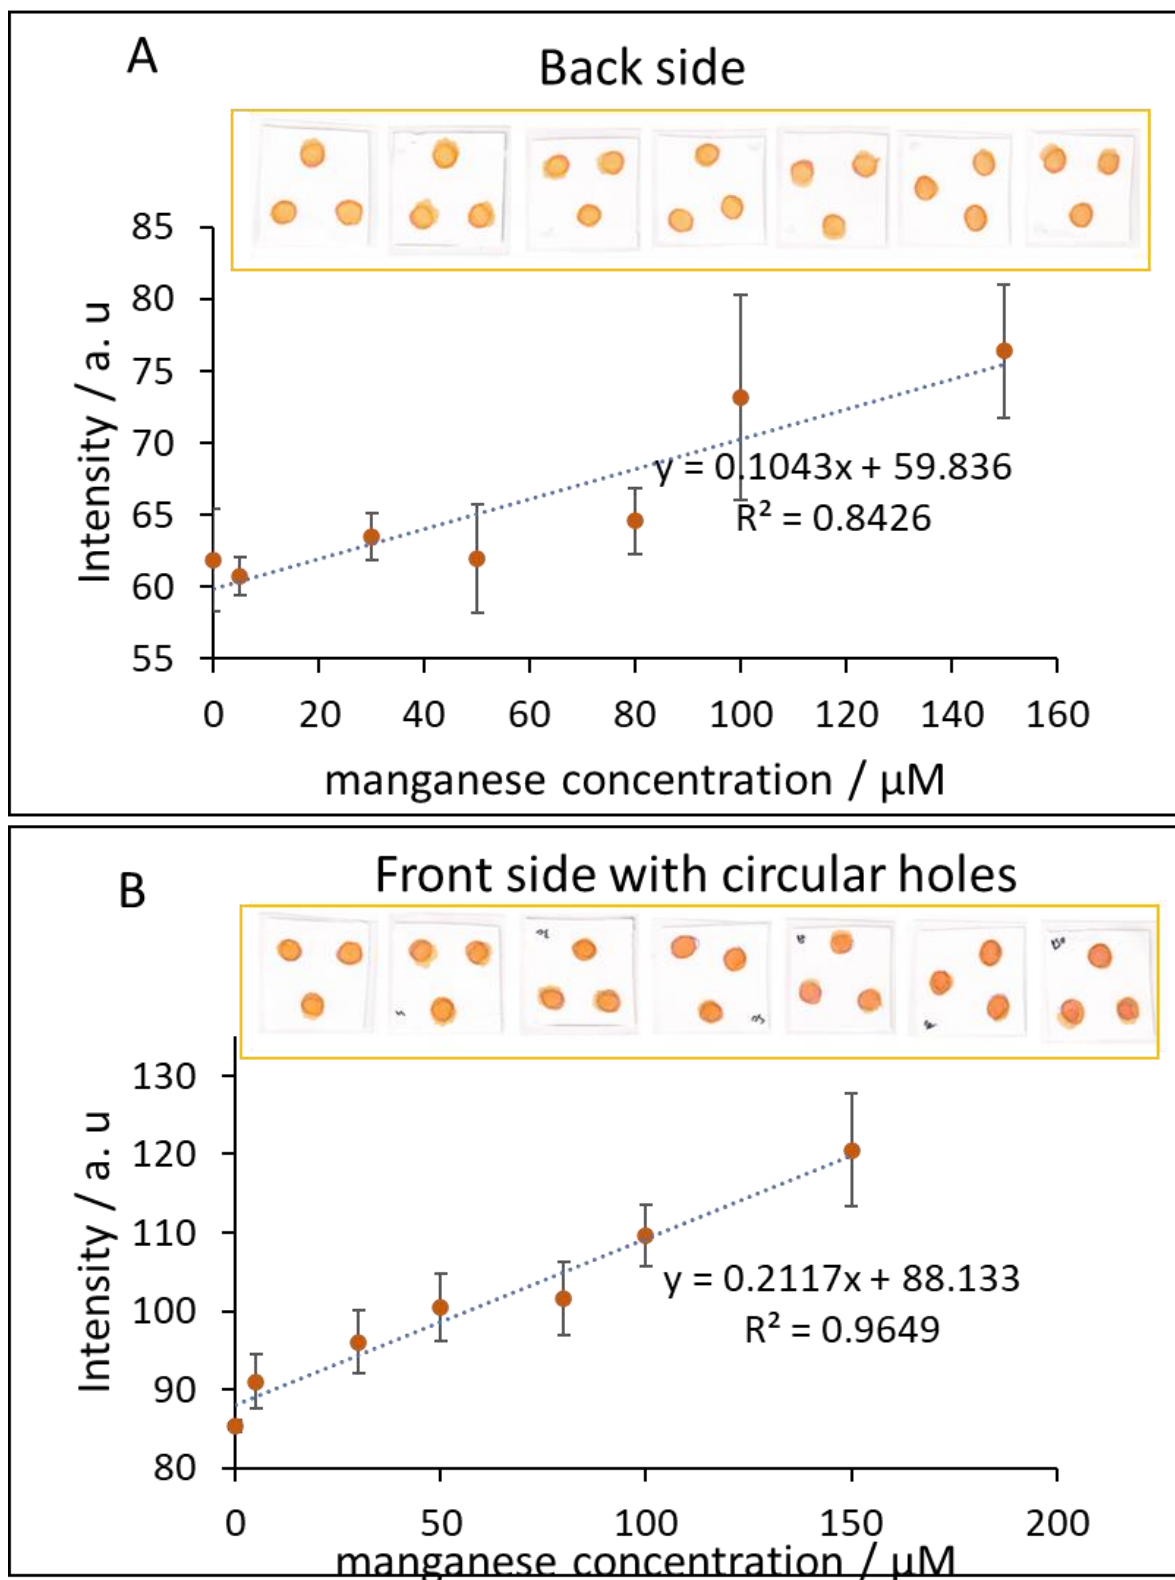 A
Back side
85
80
75
70
65
60
55
Intensity / a. u
y = 0.1043x + 59.836
R² = 0.8426
0 20 40 60 80 100 120 140 160
manganese concentration / µM
B
Front side with circular holes
130
120
110
100
90
80
Intensity / a. u
y = 0.2117x + 88.133
R² = 0.9649
0 50 100 150 200
manganese concentration / µM